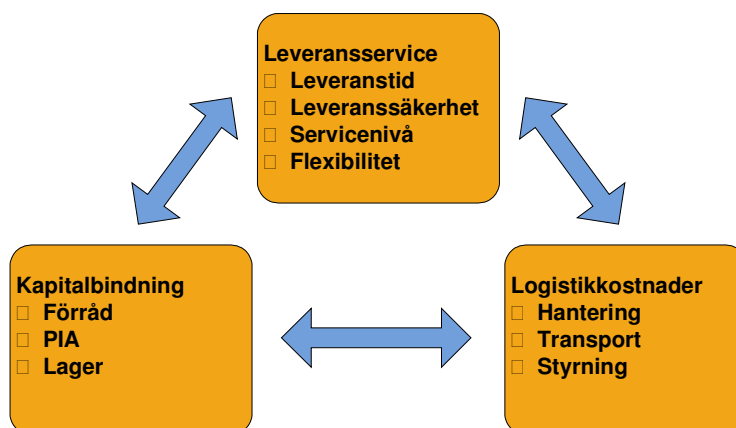 Leveransservice
Leveranstid
Leveranssäkerhet
Servicenivå
Flexibilitet
Kapitalbindning
Förråd
PIA
Lager
Logistikkostnader
Hantering
Transport
Styrning